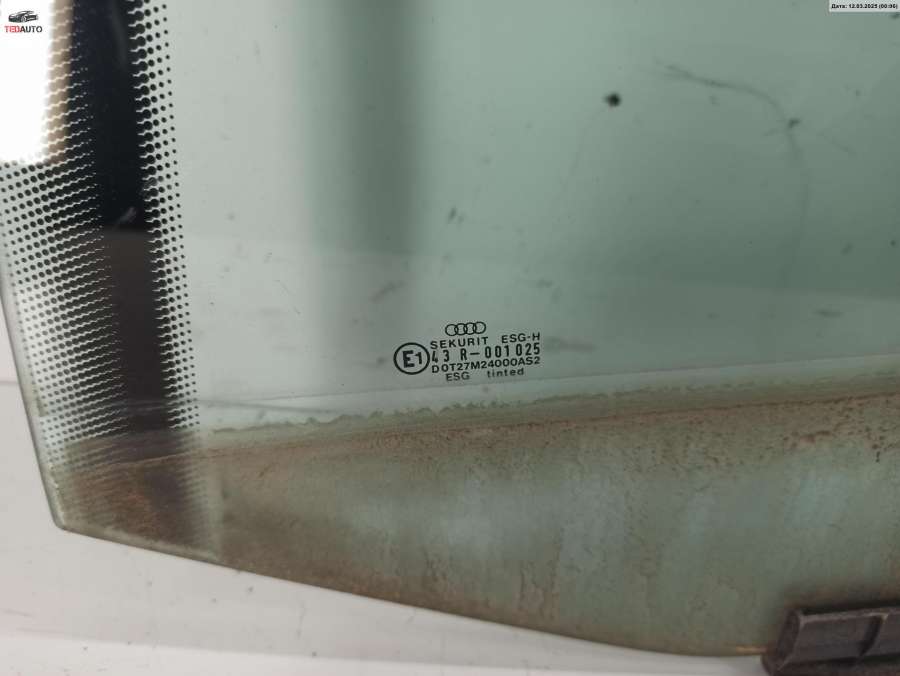 TEDAUTO
Дата: 12.03.2025 (00:06)
SEKURIT ESG-H
E1 43 R-001025
DOT27M24000AS2
ESG tinted